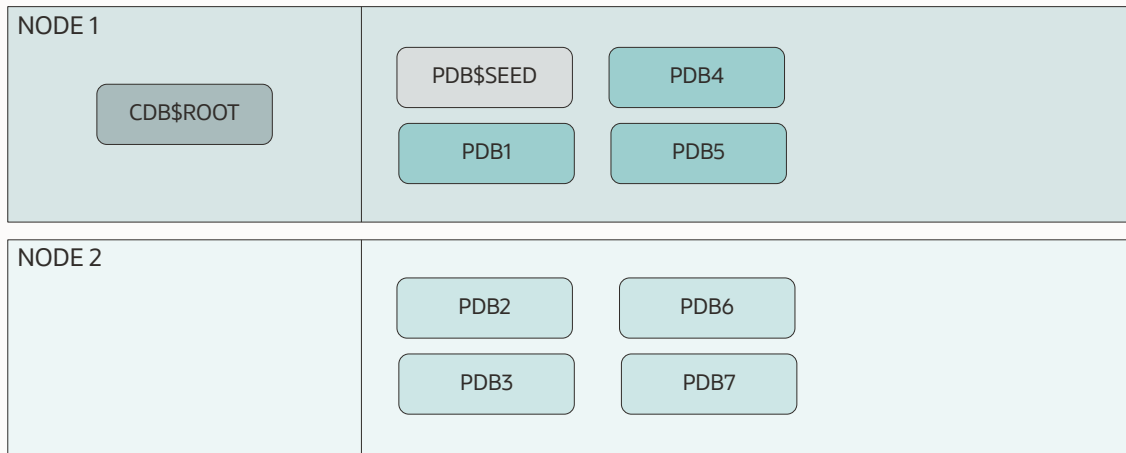 NODE 1
CDB$ROOT
PDB$SEED
PDB4
PDB1
PDB5
NODE 2
PDB2
PDB6
PDB3
PDB7